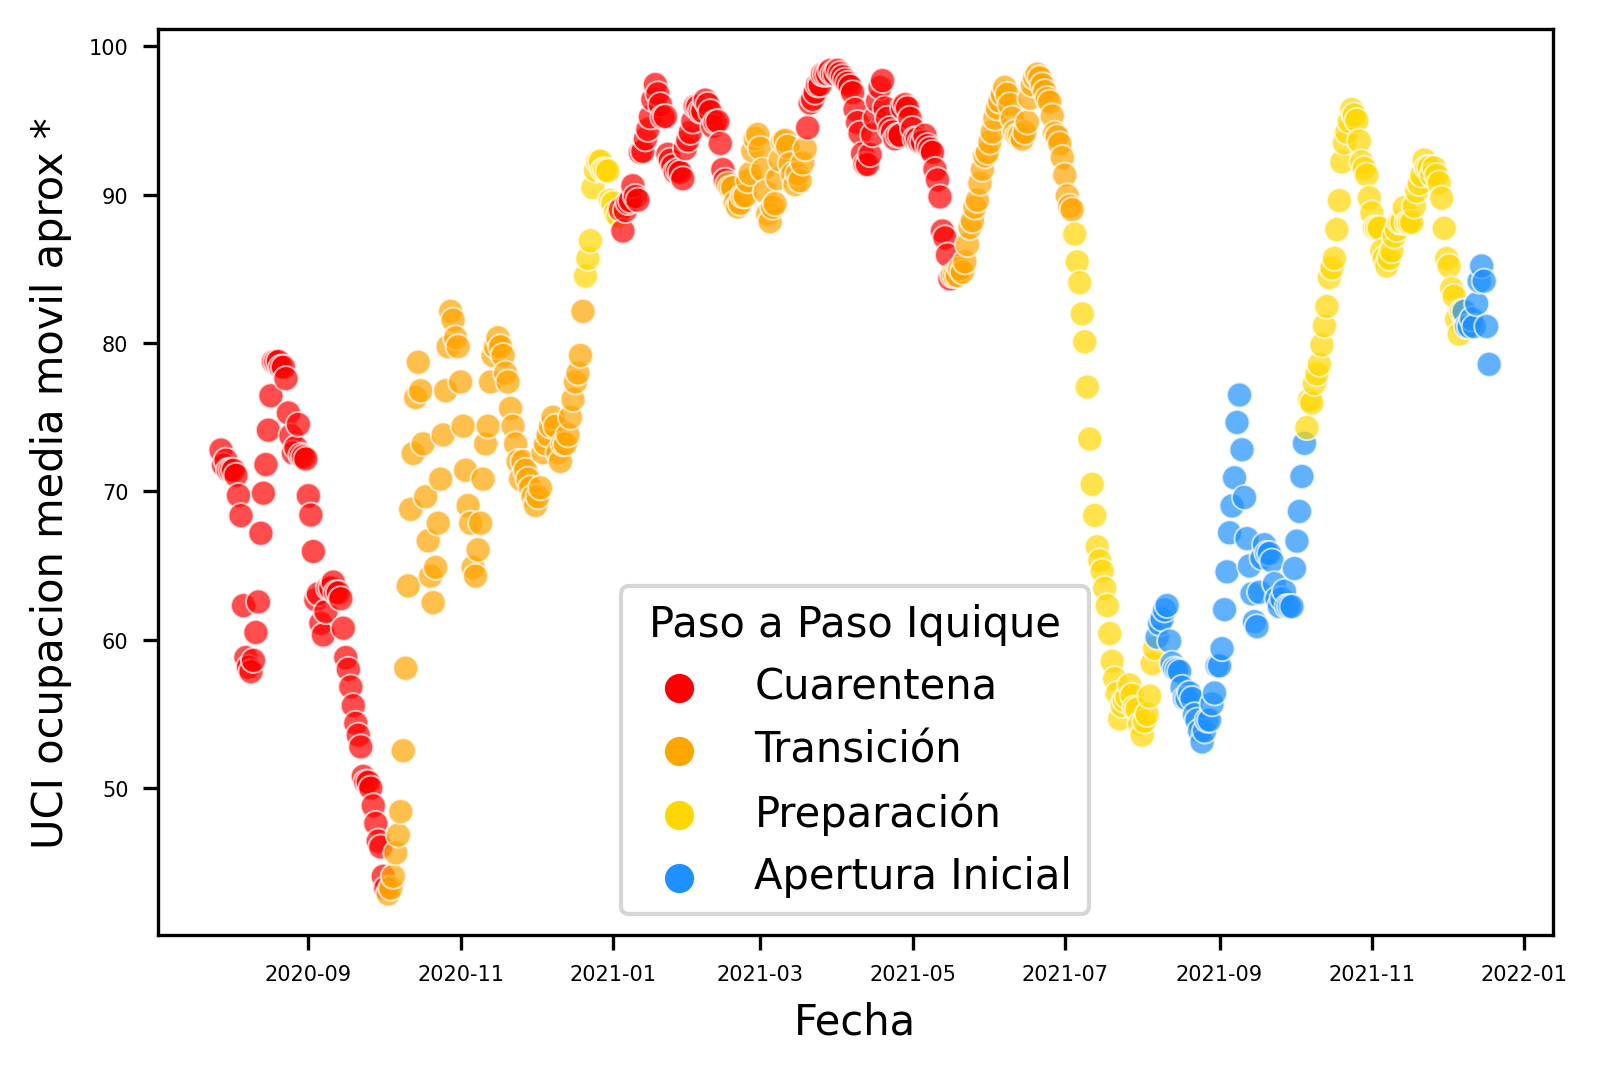 UCI ocupacion media movil aprox *
100
90
80
70
60
50
Paso a Paso Iquique
Cuarentena
Transición
Preparación
Apertura Inicial
2020-09 2020-11 2021-01 2021-03 2021-05 2021-07 2021-09 2021-11 2022-01
Fecha